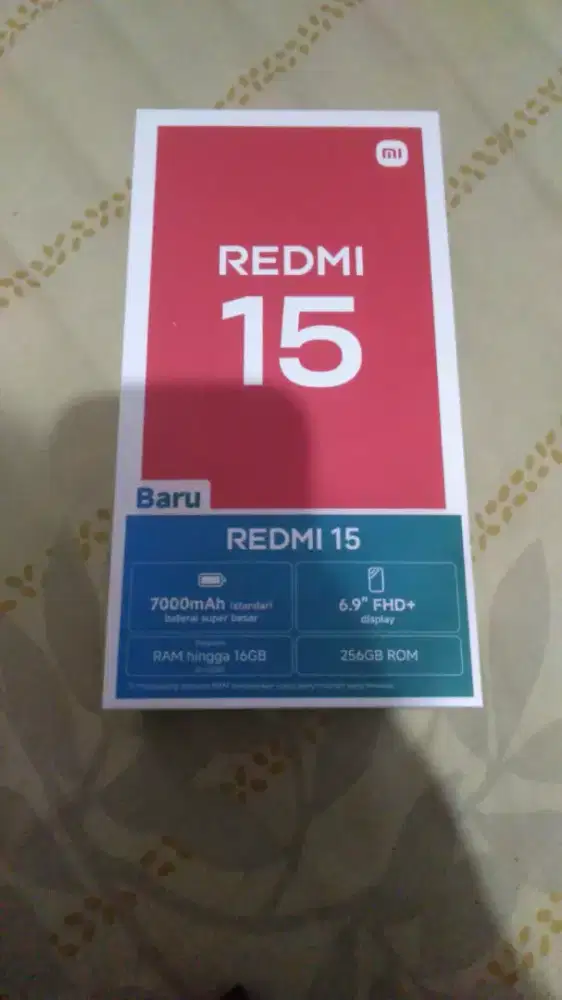 mi
REDMI
15
Baru
REDMI 15
7000mAh (standar)
baterai super besar
6.9" FHD+
display
RAM hingga 16GB
256GB ROM